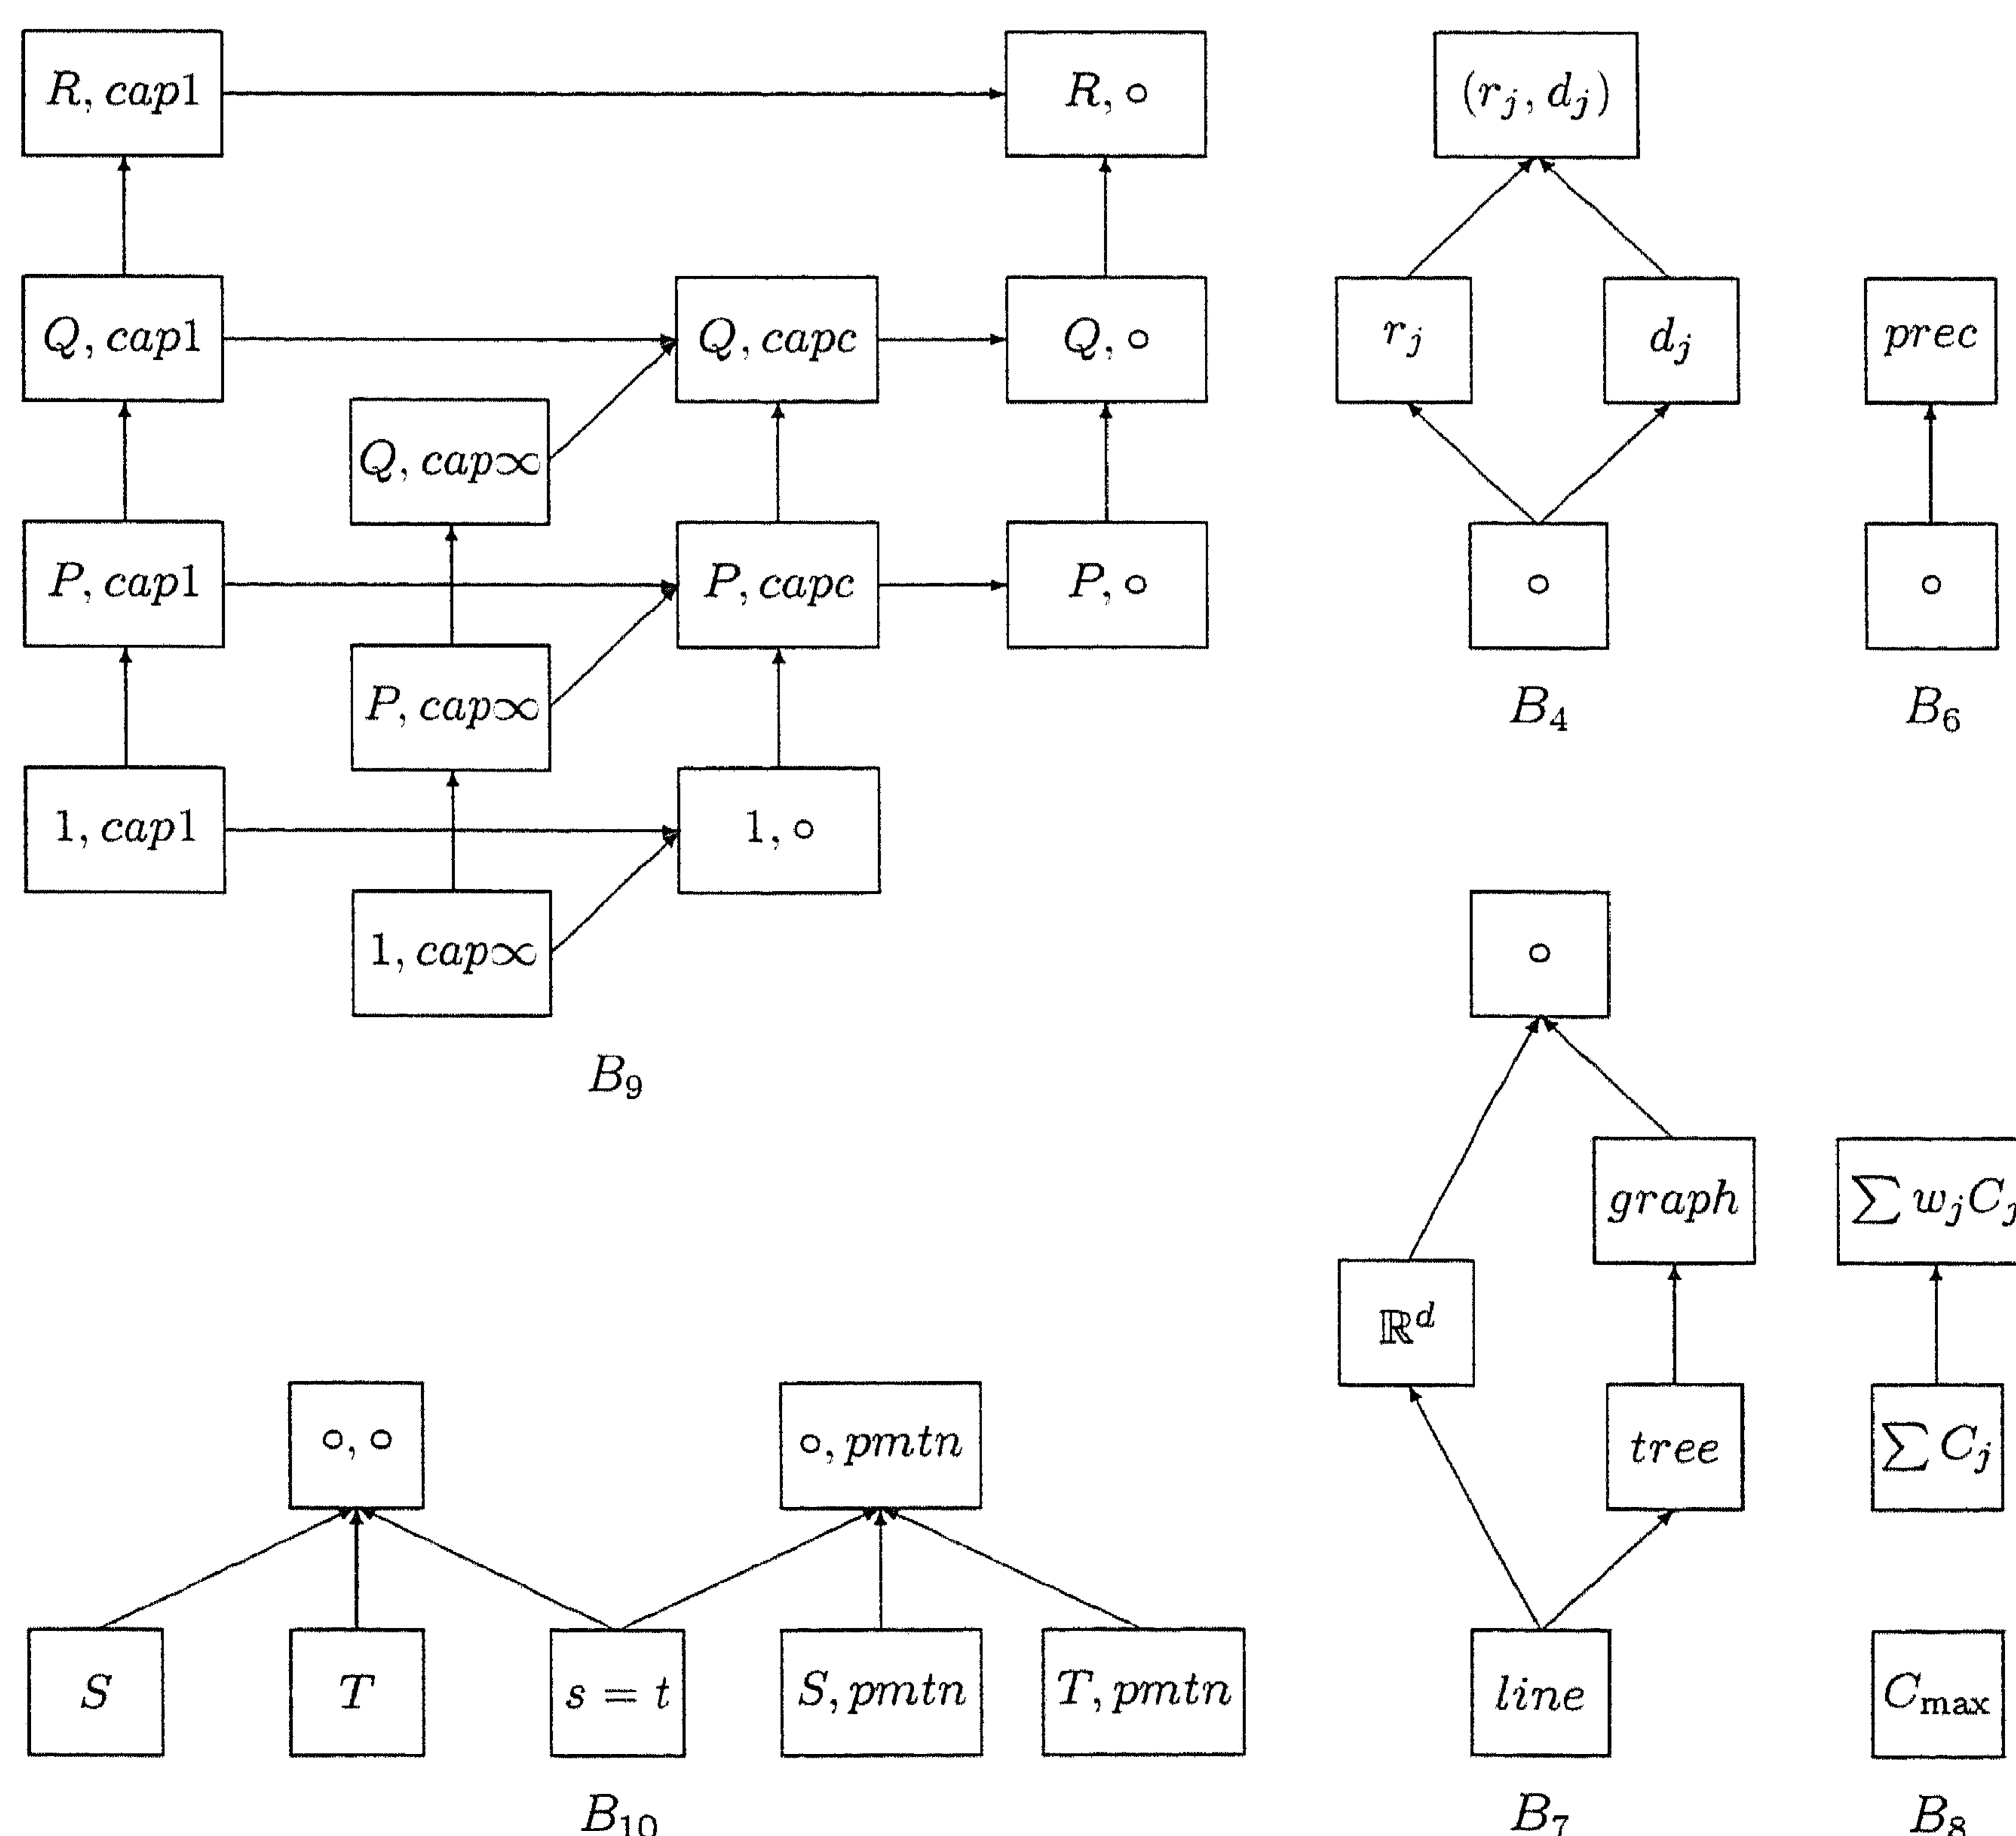 R, cap1
R, ∘
(r_j, d_j)
Q, cap1
Q, capc
Q, ∘
r_j
d_j
prec
Q, cap∞
P, cap1
P, capc
P, ∘
∘
∘
P, cap∞
B_4
B_6
1, cap1
1, ∘
1, cap∞
∘
B_9
graph
∑ w_jC_j
ℝ^d
∘, ∘
∘, pmtn
tree
∑ C_j
S
T
s = t
S, pmtn
T, pmtn
line
C_max
B_10
B_7
B_8